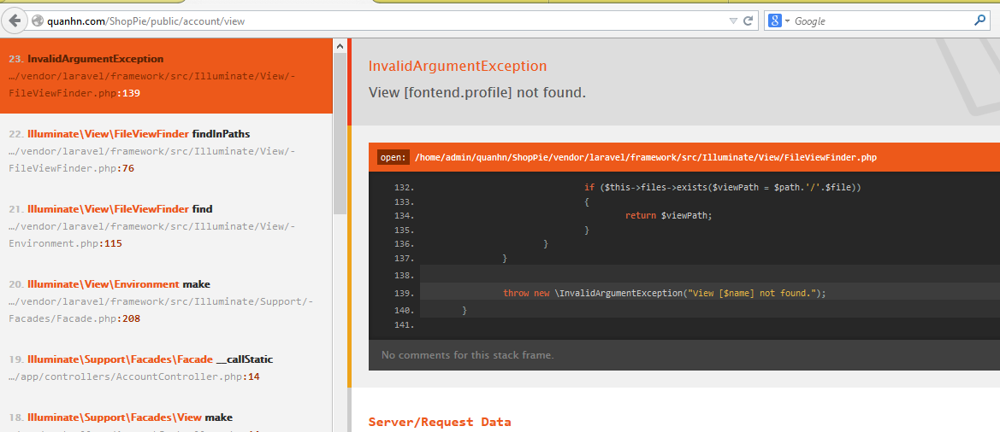 quanhn.com/ShopPie/public/account/view
Google
23. InvalidArgumentException
…/vendor/laravel/framework/src/Illuminate/View/-
FileViewFinder.php:139
22. Illuminate\View\FileViewFinder findInPaths
…/vendor/laravel/framework/src/Illuminate/View/-
FileViewFinder.php:76
21. Illuminate\View\FileViewFinder find
…/vendor/laravel/framework/src/Illuminate/View/-
Environment.php:115
20. Illuminate\View\Environment make
…/vendor/laravel/framework/src/Illuminate/Support/-
Facades/Facade.php:208
19. Illuminate\Support\Facades\Facade __callStatic
…/app/controllers/AccountController.php:14
18. Illuminate\Support\Facades\View make
InvalidArgumentException
View [fontend.profile] not found.
open: /home/admin/quanhn/ShopPie/vendor/laravel/framework/src/Illuminate/View/FileViewFinder.php
132. if ($this->files->exists($viewPath = $path.'/'.$file))
133. {
134. return $viewPath;
135. }
136. }
137. }
138.
139. throw new \InvalidArgumentException("View [$name] not found.");
140. }
141.
No comments for this stack frame.
Server/Request Data